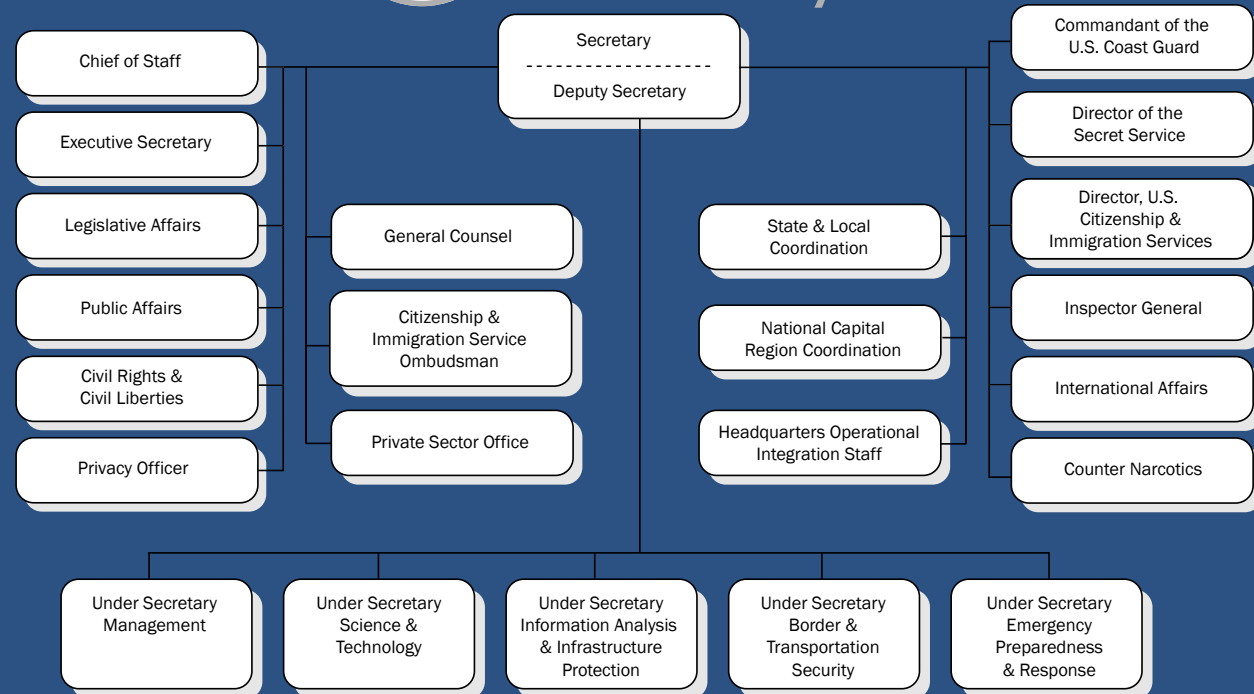 Secretary
Deputy Secretary
Chief of Staff
Executive Secretary
Legislative Affairs
Public Affairs
Civil Rights &
Civil Liberties
Privacy Officer
General Counsel
Citizenship &
Immigration Service
Ombudsman
Private Sector Office
State & Local
Coordination
National Capital
Region Coordination
Headquarters Operational
Integration Staff
Commandant of the
U.S. Coast Guard
Director of the
Secret Service
Director, U.S.
Citizenship &
Immigration Services
Inspector General
International Affairs
Counter Narcotics
Under Secretary
Management
Under Secretary
Science &
Technology
Under Secretary
Information Analysis
& Infrastructure
Protection
Under Secretary
Border &
Transportation
Security
Under Secretary
Emergency
Preparedness
& Response